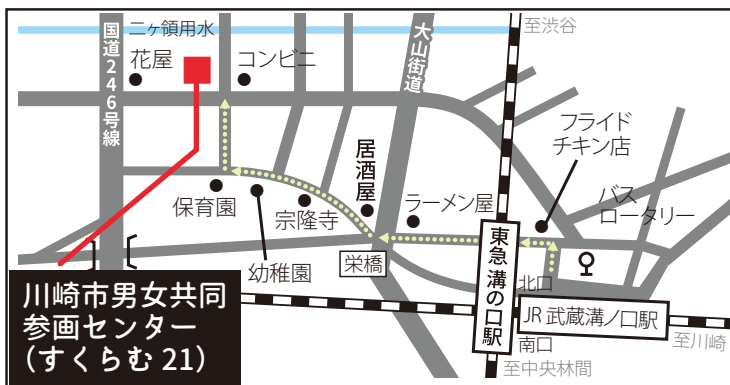 二ヶ領用水
至渋谷
国道246号線
花屋
コンビニ
大山街道
フライド
チキン店
居酒屋
ラーメン屋
バス
ロータリー
保育園
宗隆寺
幼稚園
栄橋
東急 溝の口駅
北口
JR 武蔵溝ノ口駅
南口
至川崎
至中央林間
川崎市男女共同
参画センター
(すくらむ 21)